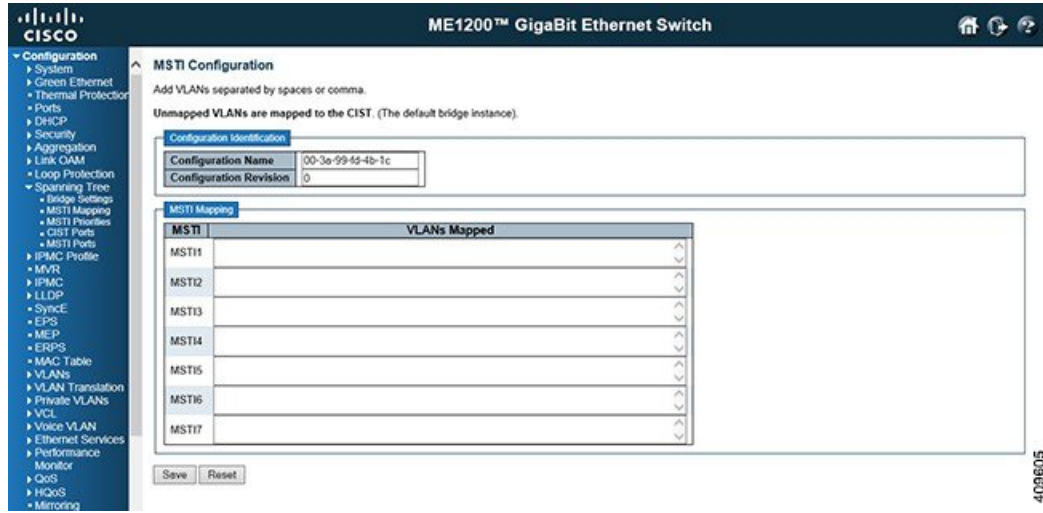 CISCO
ME1200™ GigaBit Ethernet Switch
Configuration
System
Green Ethernet
Thermal Protection
Ports
DHCP
Security
Aggregation
Link OAM
Loop Protection
Spanning Tree
Bridge Settings
MSTI Mapping
MSTI Priorities
CIST Ports
MSTI Ports
IPMC Profile
MVR
IPMC
LLDP
SyncE
EPS
MEP
ERPS
MAC Table
VLANs
VLAN Translation
Private VLANs
VCL
Voice VLAN
Ethernet Services
Performance
Monitor
QoS
HQoS
Mirroring
MSTI Configuration
Add VLANs separated by spaces or comma.
Unmapped VLANs are mapped to the CIST. (The default bridge instance).
Configuration Identification
Configuration Name 00-3a-99-fd-4b-1c
Configuration Revision 0
MSTI Mapping
MSTI VLANs Mapped
MSTI1
MSTI2
MSTI3
MSTI4
MSTI5
MSTI6
MSTI7
Save Reset
409605